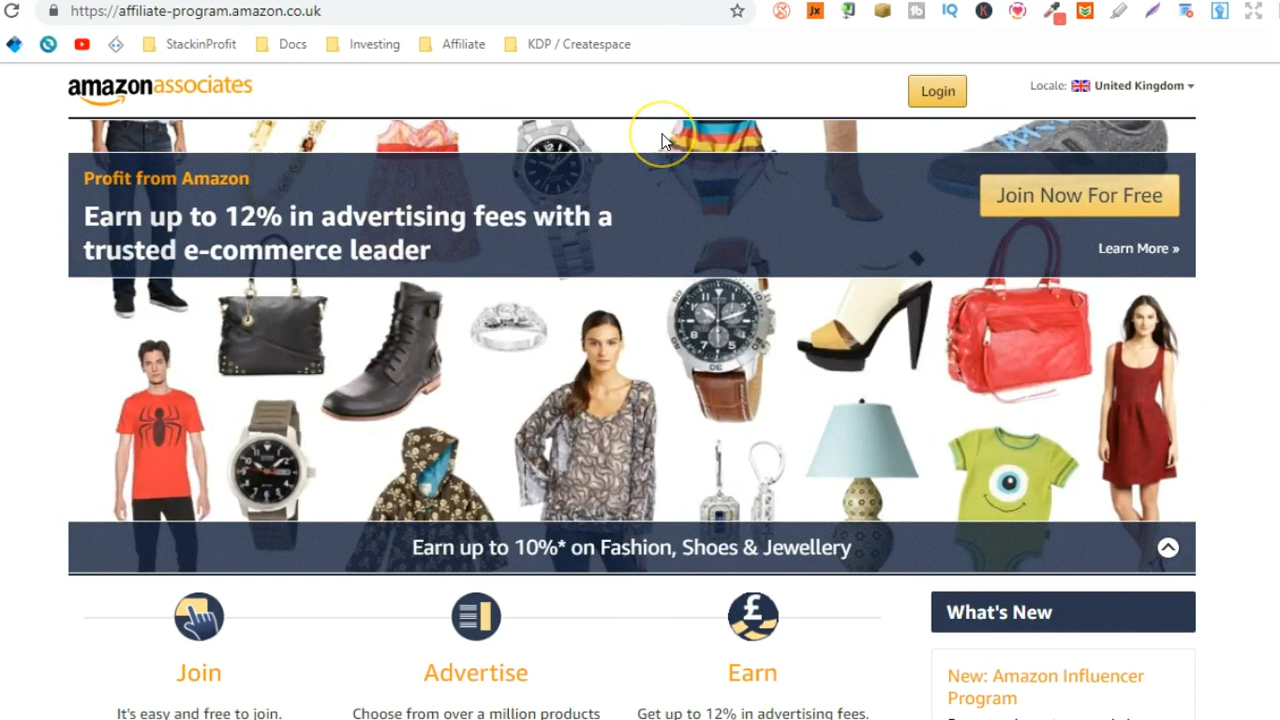 https://affiliate-program.amazon.co.uk
StackinProfit Docs Investing Affiliate KDP / Createspace
amazonassociates
Login
Locale: United Kingdom
Profit from Amazon
Earn up to 12% in advertising fees with a
trusted e-commerce leader
Join Now For Free
Learn More »
Earn up to 10%* on Fashion, Shoes & Jewellery
Join
It's easy and free to join.
Advertise
Choose from over a million products
Earn
Get up to 12% in advertising fees.
What's New
New: Amazon Influencer
Program